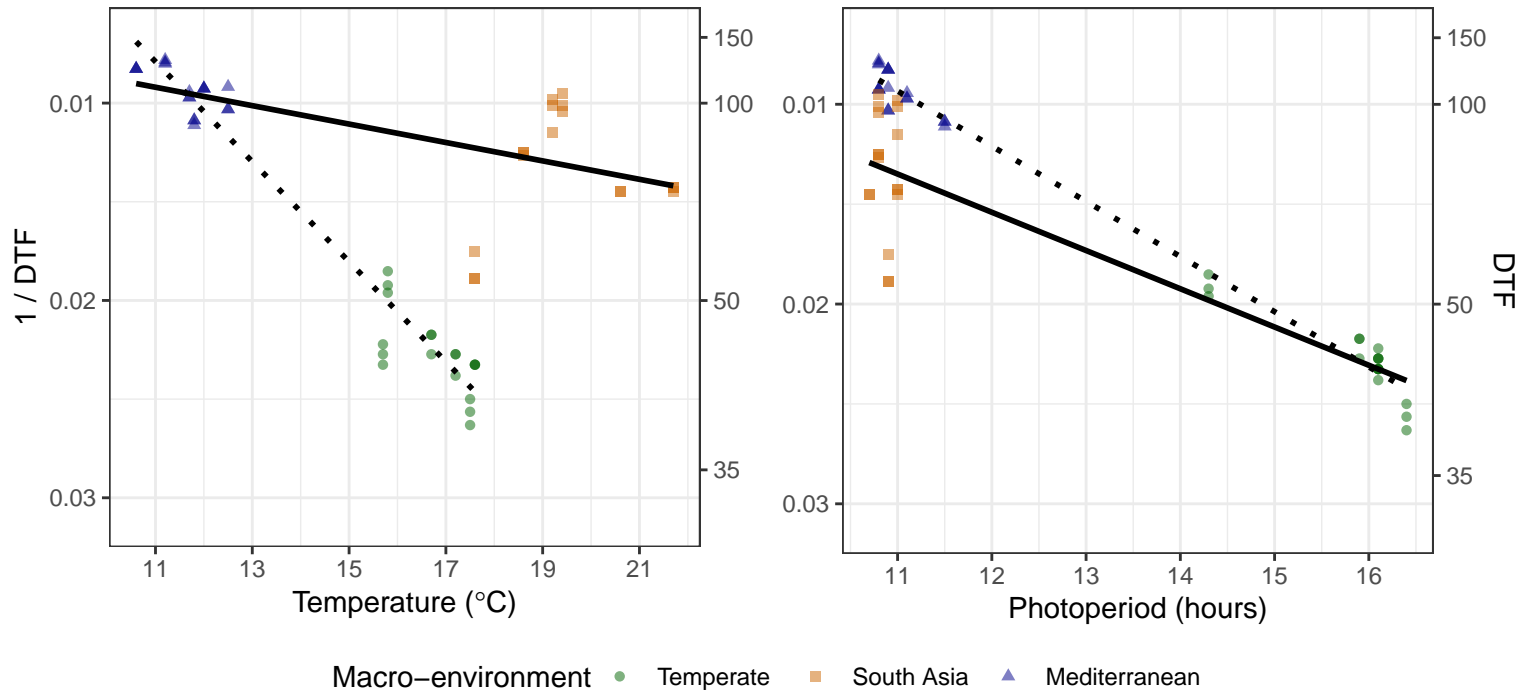 1 / DTF
0.01
0.02
0.03
150
100
50
35
11 13 15 17 19 21
Temperature (°C)
0.01
0.02
0.03
150
100
50
35
DTF
11 12 13 14 15 16
Photoperiod (hours)
Macro−environment Temperate South Asia Mediterranean